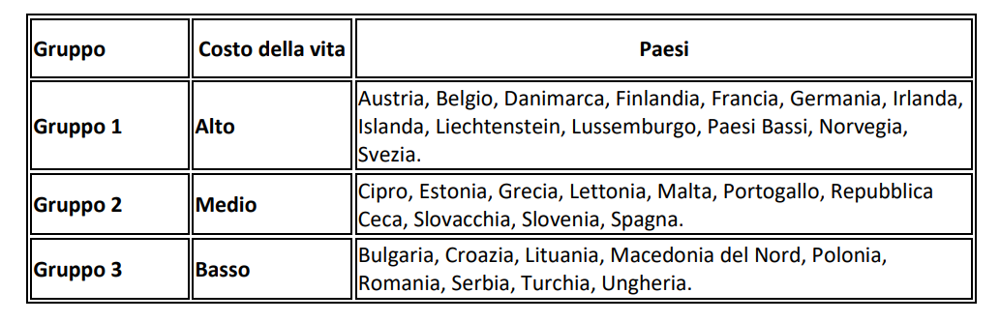 Gruppo Costo della vita Paesi
Gruppo 1 Alto Austria, Belgio, Danimarca, Finlandia, Francia, Germania, Irlanda,
Islanda, Liechtenstein, Lussemburgo, Paesi Bassi, Norvegia,
Svezia.
Gruppo 2 Medio Cipro, Estonia, Grecia, Lettonia, Malta, Portogallo, Repubblica
Ceca, Slovacchia, Slovenia, Spagna.
Gruppo 3 Basso Bulgaria, Croazia, Lituania, Macedonia del Nord, Polonia,
Romania, Serbia, Turchia, Ungheria.